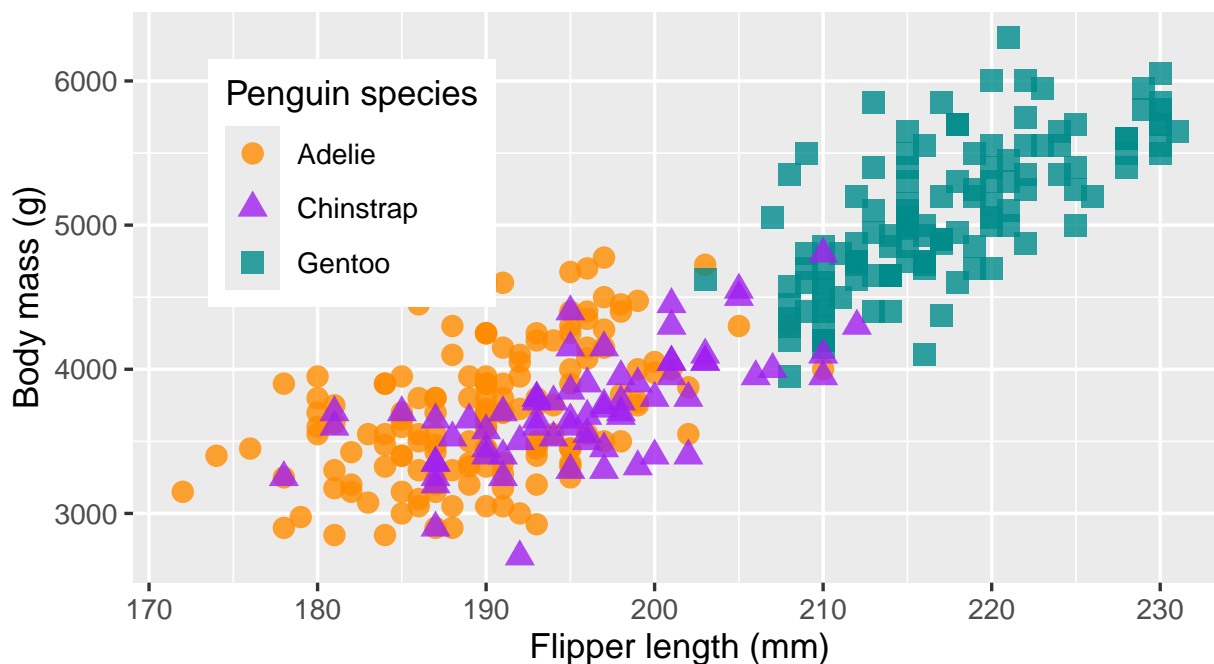 Penguin species
Adelie
Chinstrap
Gentoo
Body mass (g)
6000
5000
4000
3000
170 180 190 200 210 220 230
Flipper length (mm)